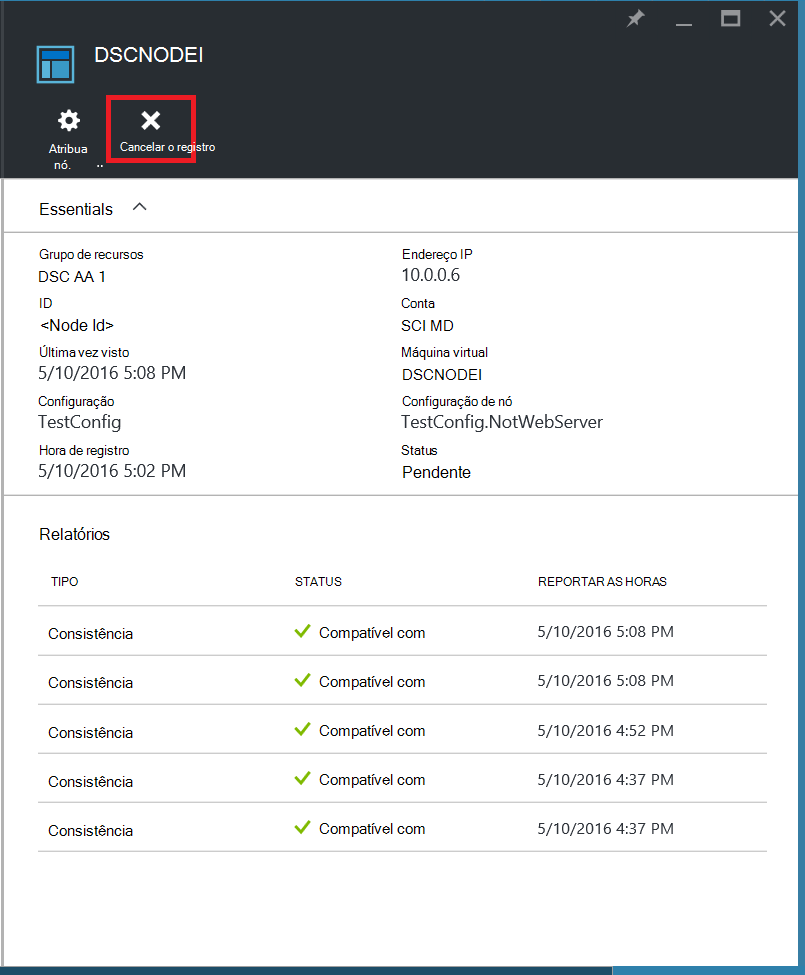 DSCNODEI
Atribua
nó. ..
Cancelar o registro
Essentials
Grupo de recursos
DSC AA 1
Endereço IP
10.0.0.6
ID
<Node Id>
Conta
SCI MD
Última vez visto
5/10/2016 5:08 PM
Máquina virtual
DSCNODEI
Configuração
TestConfig
Configuração de nó
TestConfig.NotWebServer
Hora de registro
5/10/2016 5:02 PM
Status
Pendente
Relatórios
TIPO STATUS REPORTAR AS HORAS
Consistência Compatível com 5/10/2016 5:08 PM
Consistência Compatível com 5/10/2016 5:08 PM
Consistência Compatível com 5/10/2016 4:52 PM
Consistência Compatível com 5/10/2016 4:37 PM
Consistência Compatível com 5/10/2016 4:37 PM